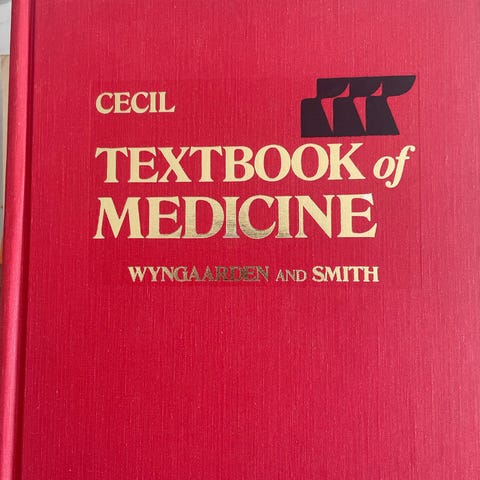 CECIL
TEXTBOOK of
MEDICINE
WYNGAARDEN AND SMITH